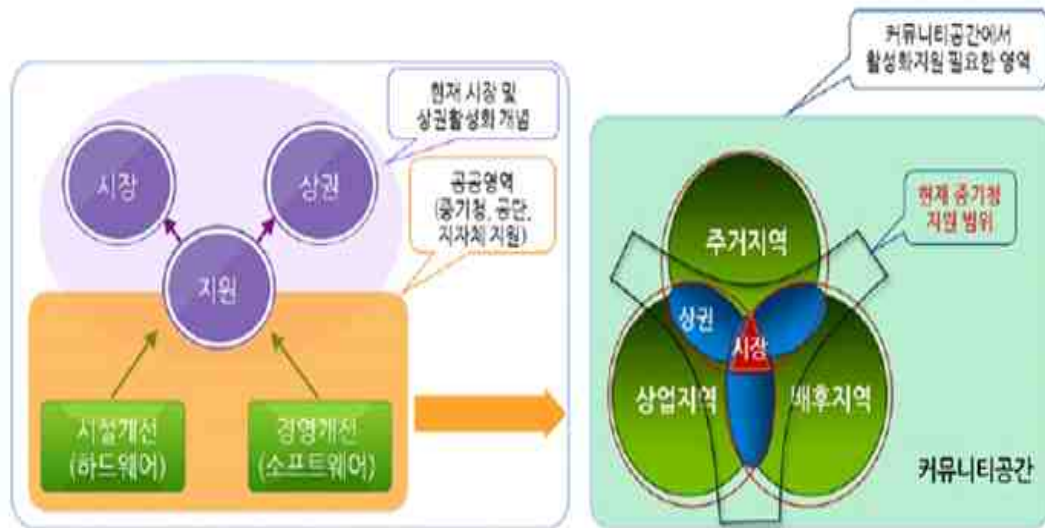 현재 시장 및
상권활성화 개념
시장
상권
공공영역
(중기청, 공단,
지자체 지원)
지원
시설개선
(하드웨어)
경영개선
(소프트웨어)
커뮤니티공간에서
활성화지원 필요한 영역
현재 중기청
지원 범위
주거지역
상권
시장
상업지역
배후지역
커뮤니티공간